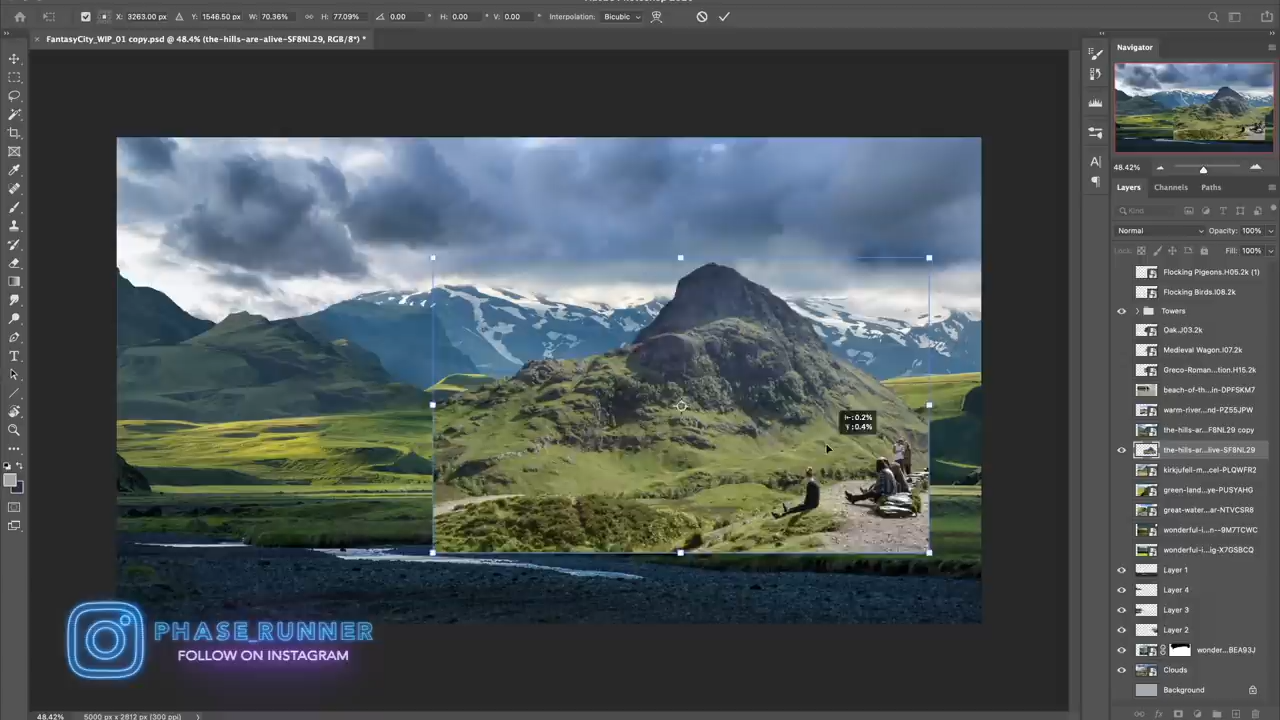 X: 3263.00 px Y: 1548.50 px W: 70.36% H: 77.09% 0.00 ° H: 0.00 ° V: 0.00 ° Interpolation: Bicubic
FantasyCity_WIP_01 copy.psd @ 48.4% (the-hills-are-alive-SF8NL29, RGB/8*) *
Navigator
48.42%
Layers Channels Paths
Kind
Normal Opacity: 100%
Lock: Fill: 100%
Flocking Pigeons.H05.2k (1)
Flocking Birds.I08.2k
Towers
Oak.J03.2k
Medieval Wagon.I07.2k
Greco-Roman...tion.H16.2k
beach-of-th...in-DPFSKM7
warm-river...nd-PZ55JPW
the-hills-ar...F8NL29 copy
the-hills-ar...live-SF8NL29
kirkjufell-m...cel-PLQWFR2
green-land...ye-PUSYAHG
great-water...ar-NTVCSR8
wonderful-i...n--9M7TCWC
wonderful-i...ig-X7GSBCQ
Layer 1
Layer 4
Layer 3
Layer 2
wonder...BEA93J
Clouds
Background
0.2%
Y: 0.4%
PHASE_RUNNER
FOLLOW ON INSTAGRAM
48.42% 5000 px x 2812 px (300 ppi)